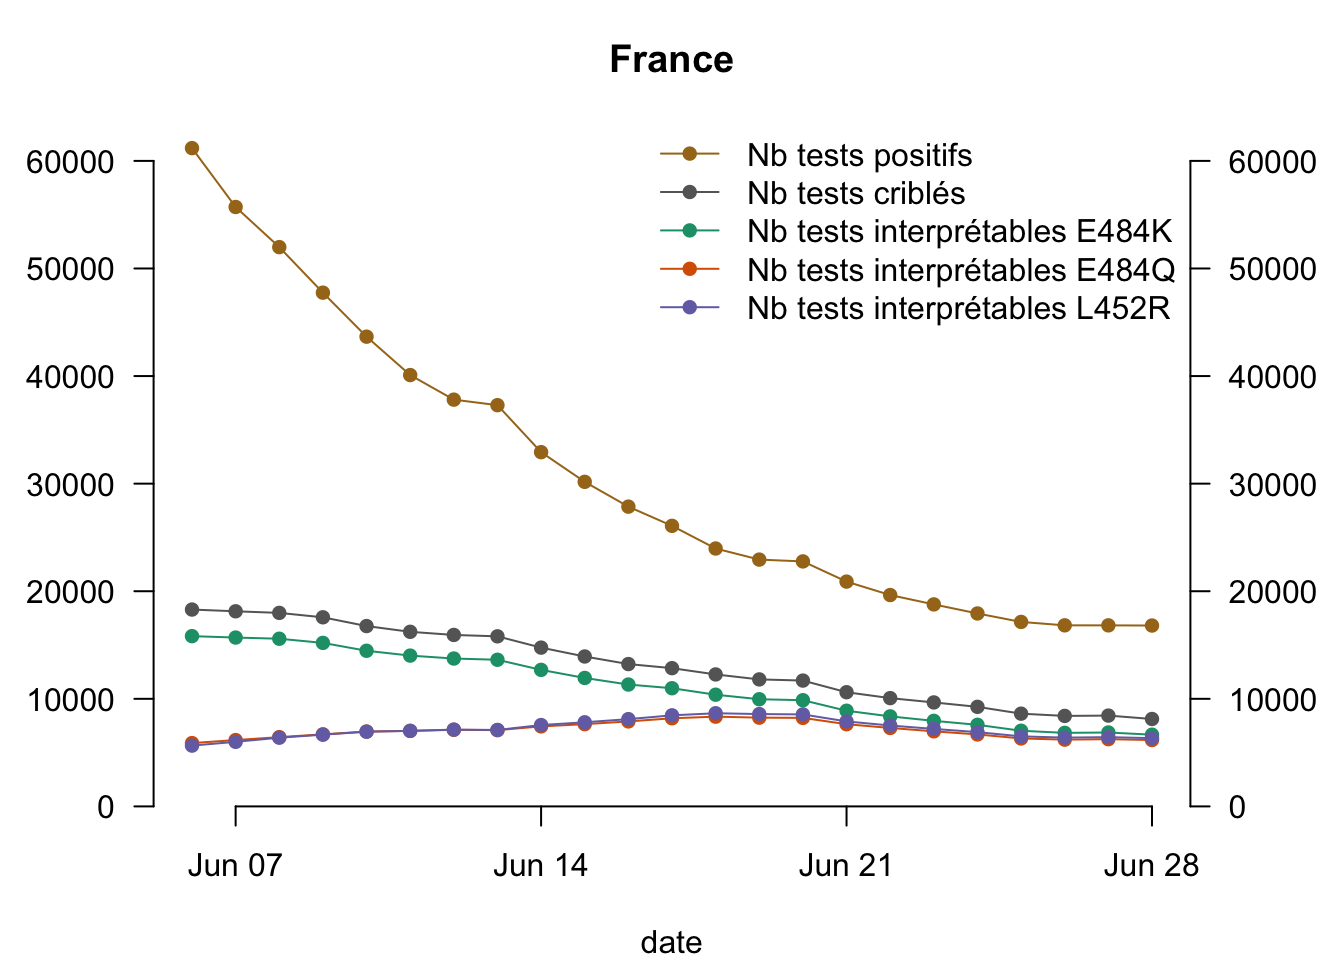 France
Nb tests positifs
Nb tests criblés
Nb tests interprétables E484K
Nb tests interprétables E484Q
Nb tests interprétables L452R
60000
50000
40000
30000
20000
10000
0
60000
50000
40000
30000
20000
10000
0
Jun 07
Jun 14
Jun 21
Jun 28
date